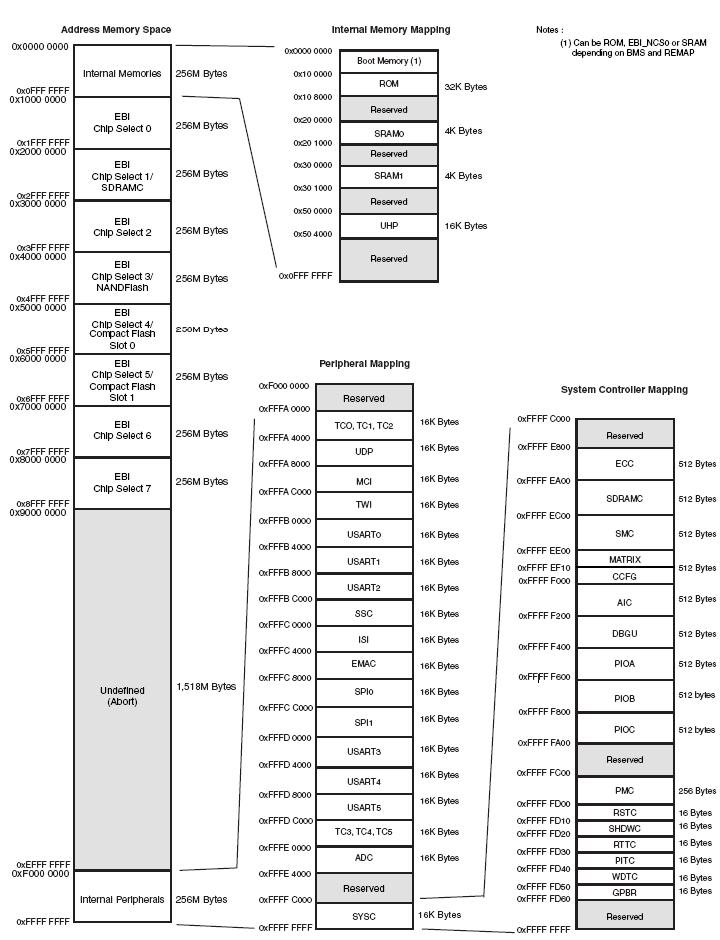 Address Memory Space
0x0000 0000
Internal Memories
256M Bytes
0x0FFF FFFF
0x1000 0000
EBI
Chip Select 0
256M Bytes
0x1FFF FFFF
0x2000 0000
EBI
Chip Select 1/
SDRAMC
256M Bytes
0x2FFF FFFF
0x3000 0000
EBI
Chip Select 2
256M Bytes
0x3FFF FFFF
0x4000 0000
EBI
Chip Select 3/
NANDFlash
256M Bytes
0x4FFF FFFF
0x5000 0000
EBI
Chip Select 4/
Compact Flash
Slot 0
256M Bytes
0x5FFF FFFF
0x6000 0000
EBI
Chip Select 5/
Compact Flash
Slot 1
256M Bytes
0x6FFF FFFF
0x7000 0000
EBI
Chip Select 6
256M Bytes
0x7FFF FFFF
0x8000 0000
EBI
Chip Select 7
256M Bytes
0x8FFF FFFF
0x9000 0000
Undefined
(Abort)
1,518M Bytes
0xEFFF FFFF
0xF000 0000
Internal Peripherals
256M Bytes
0xFFFF FFFF
Internal Memory Mapping
0x0000 0000
Boot Memory (1)
0x10 0000
ROM
32K Bytes
0x10 8000
Reserved
0x20 0000
SRAM0
4K Bytes
0x20 1000
Reserved
0x30 0000
SRAM1
4K Bytes
0x30 1000
Reserved
0x50 0000
UHP
16K Bytes
0x50 4000
Reserved
0x0FFF FFFF
Notes :
(1) Can be ROM, EBI_NCS0 or SRAM
depending on BMS and REMAP
Peripheral Mapping
0xF000 0000
Reserved
0xFFFA 0000
TC0, TC1, TC2
16K Bytes
0xFFFA 4000
UDP
16K Bytes
0xFFFA 8000
MCI
16K Bytes
0xFFFA C000
TWI
16K Bytes
0xFFFB 0000
USART0
16K Bytes
0xFFFB 4000
USART1
16K Bytes
0xFFFB 8000
USART2
16K Bytes
0xFFFB C000
SSC
16K Bytes
0xFFFC 0000
ISI
16K Bytes
0xFFFC 4000
EMAC
16K Bytes
0xFFFC 8000
SPI0
16K Bytes
0xFFFC C000
SPI1
16K Bytes
0xFFFD 0000
USART3
16K Bytes
0xFFFD 4000
USART4
16K Bytes
0xFFFD 8000
USART5
16K Bytes
0xFFFD C000
TC3, TC4, TC5
16K Bytes
0xFFFE 0000
ADC
16K Bytes
0xFFFE 4000
Reserved
0xFFFF C000
SYSC
16K Bytes
0xFFFF FFFF
System Controller Mapping
0xFFFF C000
Reserved
0xFFFF E800
ECC
512 Bytes
0xFFFF EA00
SDRAMC
512 Bytes
0xFFFF EC00
SMC
512 Bytes
0xFFFF EE00
MATRIX
512 Bytes
0xFFFF EF10
CCFG
0xFFFF F000
AIC
512 Bytes
0xFFFF F200
DBGU
512 Bytes
0xFFFF F400
PIOA
512 Bytes
0xFFFF F600
PIOB
512 bytes
0xFFFF F800
PIOC
512 bytes
0xFFFF FA00
Reserved
0xFFFF FC00
PMC
256 Bytes
0xFFFF FD00
RSTC
16 Bytes
0xFFFF FD10
SHDWC
16 Bytes
0xFFFF FD20
RTTC
16 Bytes
0xFFFF FD30
PITC
16 Bytes
0xFFFF FD40
WDTC
16 Bytes
0xFFFF FD50
GPBR
16 Bytes
0xFFFF FD60
Reserved
0xFFFF FFFF